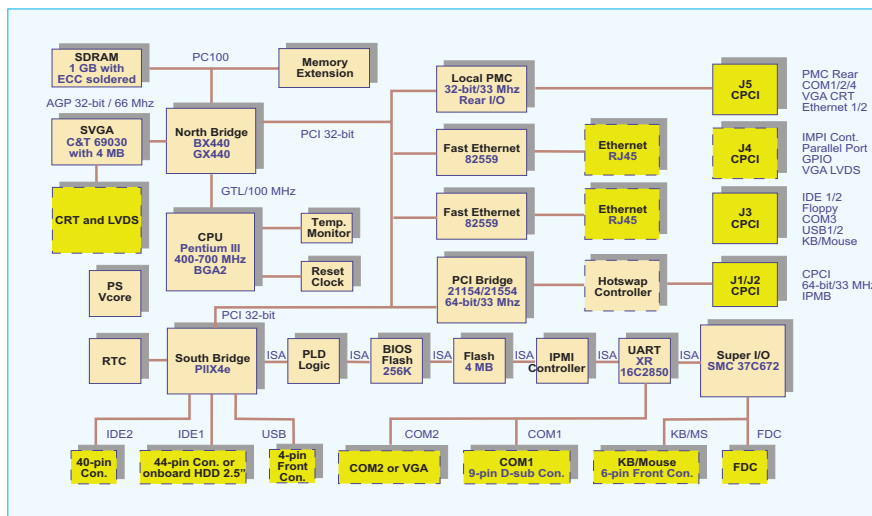 SDRAM
1 GB with
ECC soldered
PC100
Memory
Extension
Local PMC
32-bit/33 Mhz
Rear I/O
J5
CPCI
PMC Rear
COM1/2/4
VGA CRT
Ethernet 1/2
AGP 32-bit / 66 Mhz
SVGA
C&T 69030
with 4 MB
North Bridge
BX440
GX440
PCI 32-bit
Fast Ethernet
82559
Ethernet
RJ45
J4
CPCI
IMPI Cont.
Parallel Port
GPIO
VGA LVDS
GTL/100 MHz
CRT and LVDS
CPU
Pentium III
400-700 MHz
BGA2
Temp.
Monitor
Reset
Clock
Fast Ethernet
82559
Ethernet
RJ45
J3
CPCI
IDE 1/2
Floppy
COM3
USB1/2
KB/Mouse
PS
Vcore
PCI Bridge
21154/21554
64-bit/33 Mhz
Hotswap
Controller
J1/J2
CPCI
CPCI
64-bit/33 MHz
IPMB
PCI 32-bit
RTC
South Bridge
PIIX4e
ISA
PLD
Logic
ISA
BIOS
Flash
256K
ISA
Flash
4 MB
ISA
IPMI
Controller
ISA
UART
XR
16C2850
ISA
Super I/O
SMC 37C672
IDE2
IDE1
USB
COM2
COM1
KB/MS
FDC
40-pin
Con.
44-pin Con. or
onboard HDD 2.5”
4-pin
Front
Con.
COM2 or VGA
COM1
9-pin D-sub Con.
KB/Mouse
6-pin Front Con.
FDC